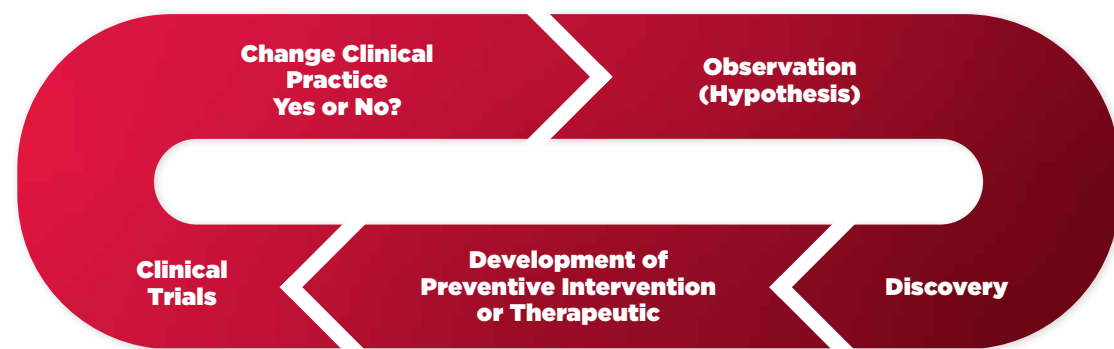 Change Clinical
Practice
Yes or No?
Observation
(Hypothesis)
Clinical
Trials
Development of
Preventive Intervention
or Therapeutic
Discovery